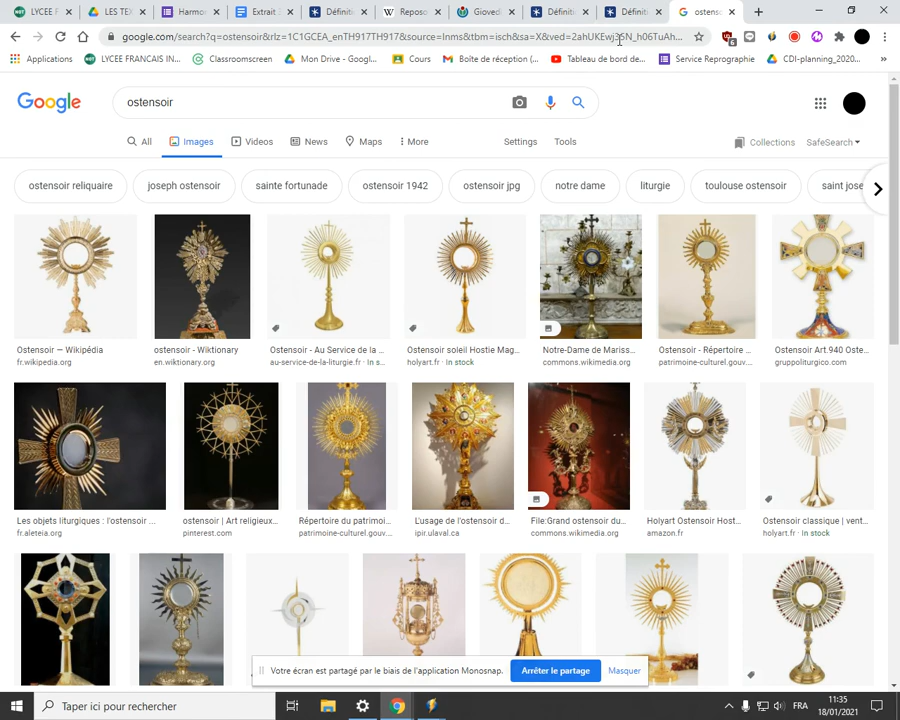 LYCEE F
LES TEX
Harmor
Extrait
Définiti
Reposo
Gioved
Définiti
Définiti
ostenso
google.com/search?q=ostensoir&rlz=1C1GCEA_enTH917TH917&source=lnms&tbm=isch&sa=X&ved=2ahUKEwj35N_h06TuAh...
Applications
LYCEE FRANCAIS IN...
Classroomscreen
Mon Drive - Googl...
Cours
Boîte de réception (...
Tableau de bord de...
Service Reprographie
CDI-planning_2020...
»
Google
ostensoir
All
Images
Videos
News
Maps
More
Settings
Tools
Collections
SafeSearch
ostensoir reliquaire
joseph ostensoir
sainte fortunade
ostensoir 1942
ostensoir jpg
notre dame
liturgie
toulouse ostensoir
saint jose
Ostensoir — Wikipédia
fr.wikipedia.org
ostensoir - Wiktionary
en.wiktionary.org
Ostensoir - Au Service de la ...
au-service-de-la-liturgie.fr · In s...
Ostensoir soleil Hostie Mag...
holyart.fr · In stock
Notre-Dame de Mariss...
commons.wikimedia.org
Ostensoir - Répertoire ...
patrimoine-culturel.gouv...
Ostensoir Art.940 Oste...
gruppoliturgico.com
Les objets liturgiques : l'ostensoir ...
fr.aleteia.org
ostensoir | Art religieux...
pinterest.com
Répertoire du patrimoi...
patrimoine-culturel.gouv...
L'usage de l'ostensoir d...
ipir.ulaval.ca
File:Grand ostensoir du...
commons.wikimedia.org
Holyart Ostensoir Host...
amazon.fr
Ostensoir classique | vent...
holyart.fr · In stock
Votre écran est partagé par le biais de l'application Monosnap.
Arrêter le partage
Masquer
Taper ici pour rechercher
FRA
11:35
18/01/2021